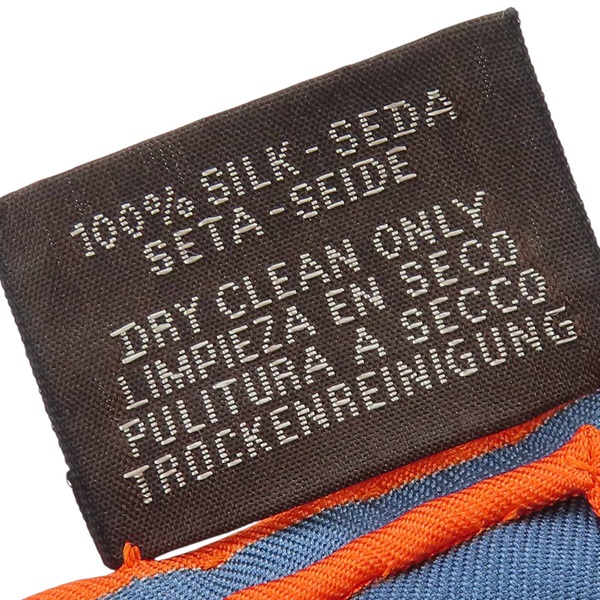 100% SILK-SEDA
SETA-SEIDE
DRY CLEAN ONLY
LIMPIEZA EN SECO
PULITURA A SECCO
TROCKENREINIGUNG